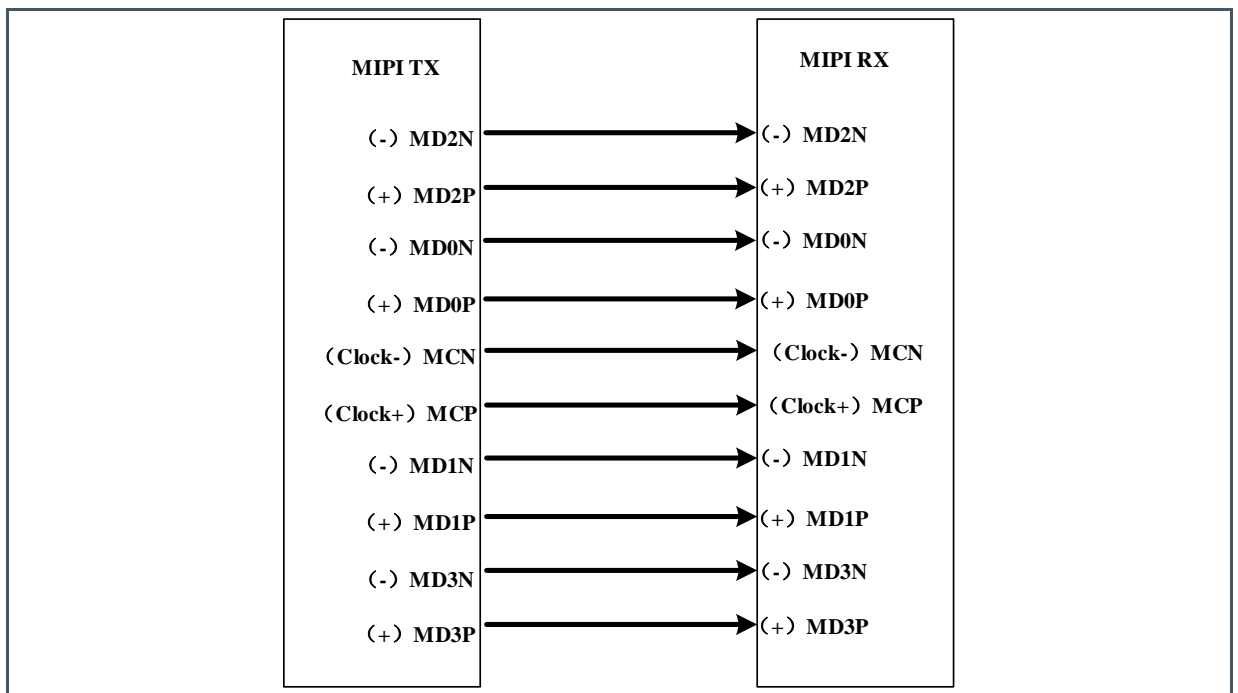 MIPI TX
MIPI RX
（-）MD2N
（-）MD2N
（+）MD2P
（+）MD2P
（-）MD0N
（-）MD0N
（+）MD0P
（+）MD0P
（Clock-）MCN
（Clock-）MCN
（Clock+）MCP
（Clock+）MCP
（-）MD1N
（-）MD1N
（+）MD1P
（+）MD1P
（-）MD3N
（-）MD3N
（+）MD3P
（+）MD3P